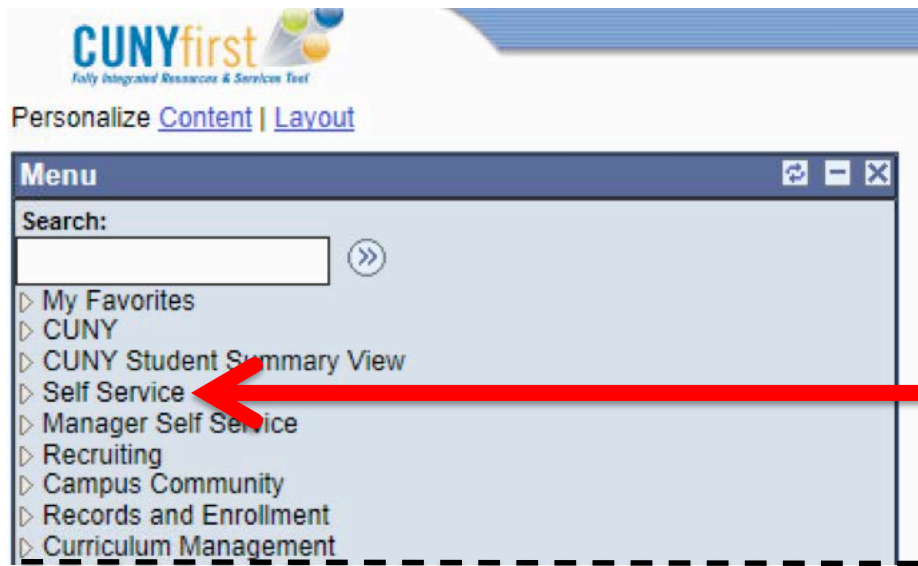 CUNYfirst
Fully Integrated Resources & Services Tool
Personalize Content | Layout
Menu
Search:
My Favorites
CUNY
CUNY Student Summary View
Self Service
Manager Self Service
Recruiting
Campus Community
Records and Enrollment
Curriculum Management